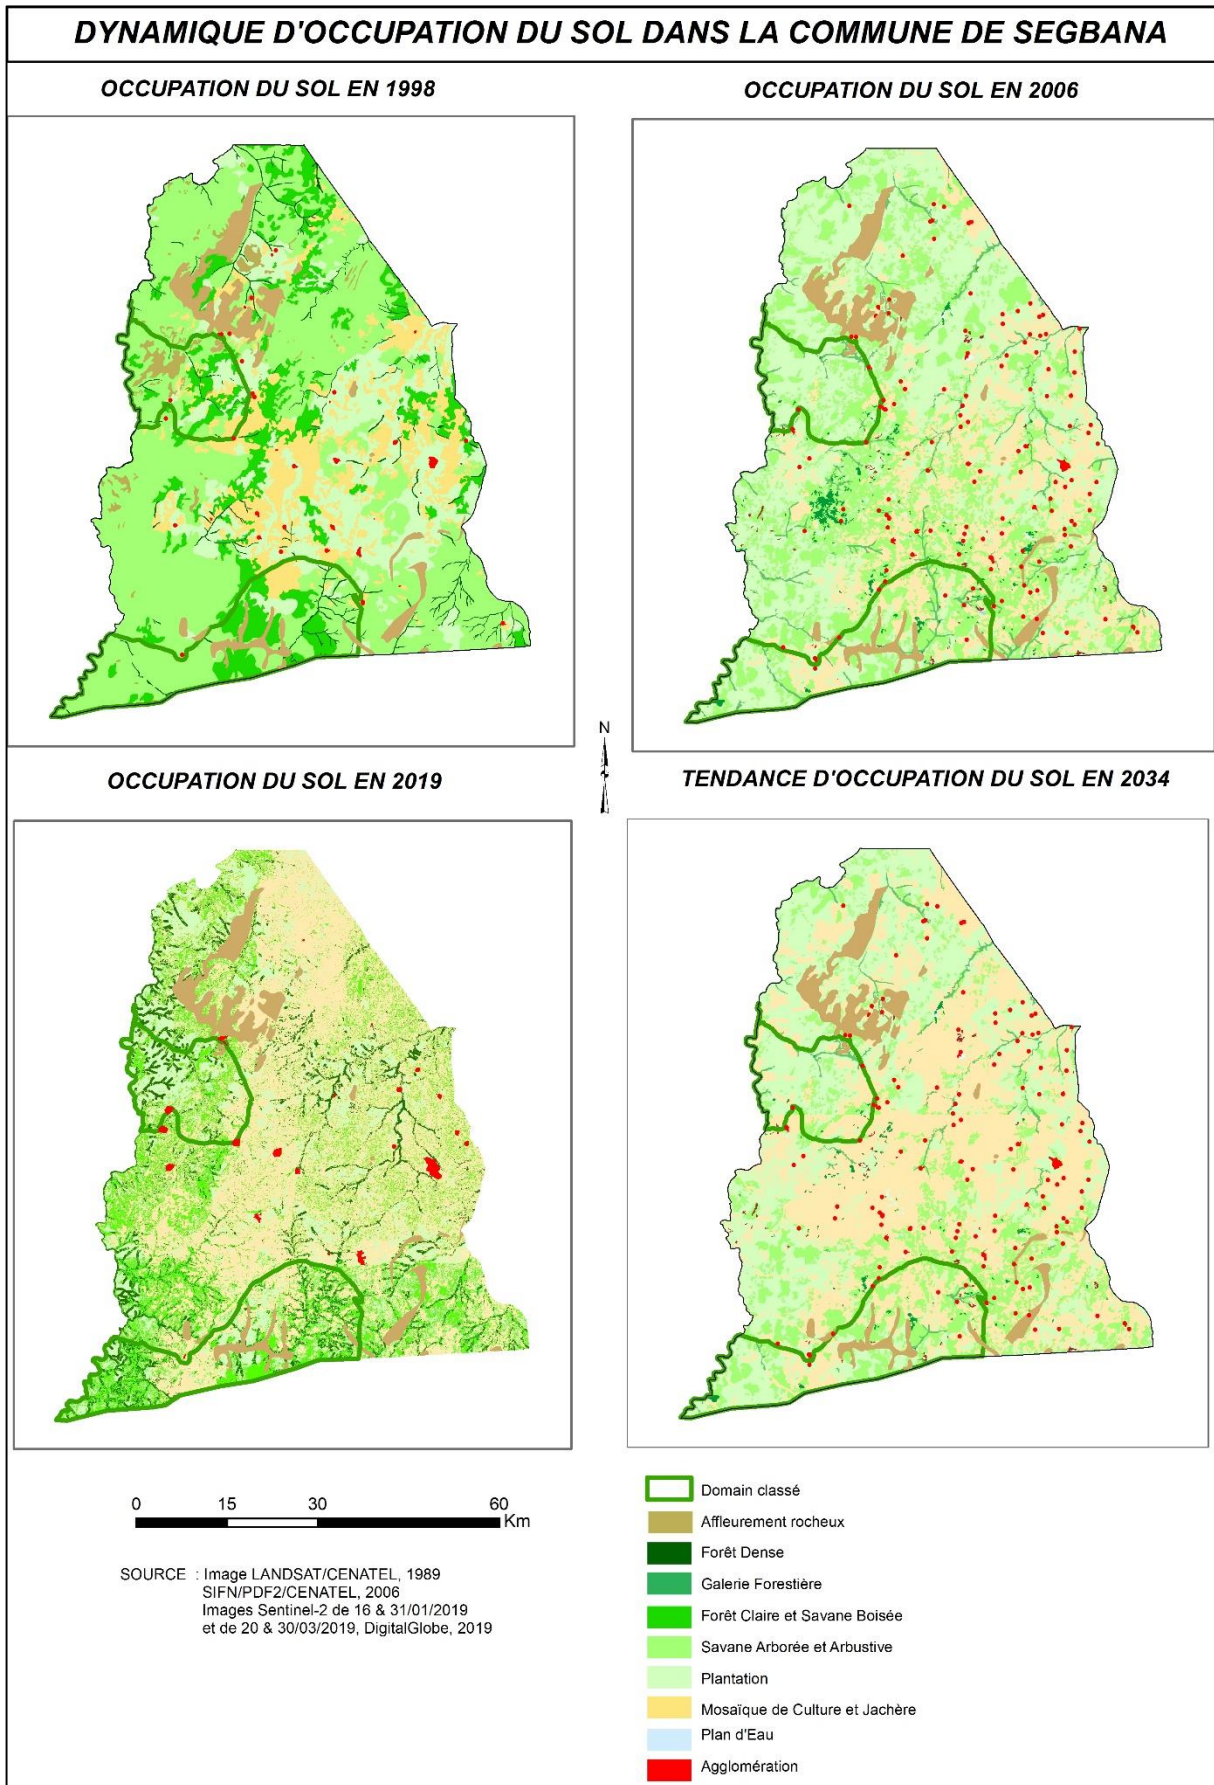 DYNAMIQUE D'OCCUPATION DU SOL DANS LA COMMUNE DE SEGBANA
OCCUPATION DU SOL EN 1998
OCCUPATION DU SOL EN 2006
N
OCCUPATION DU SOL EN 2019
TENDANCE D'OCCUPATION DU SOL EN 2034
0 15 30 60
Km
SOURCE : Image LANDSAT/CENATEL, 1989
SIFN/PDF2/CENATEL, 2006
Images Sentinel-2 de 16 & 31/01/2019
et de 20 & 30/03/2019, DigitalGlobe, 2019
Domain classé
Affleurement rocheux
Forêt Dense
Galerie Forestière
Forêt Claire et Savane Boisée
Savane Arborée et Arbustive
Plantation
Mosaïque de Culture et Jachère
Plan d'Eau
Agglomération